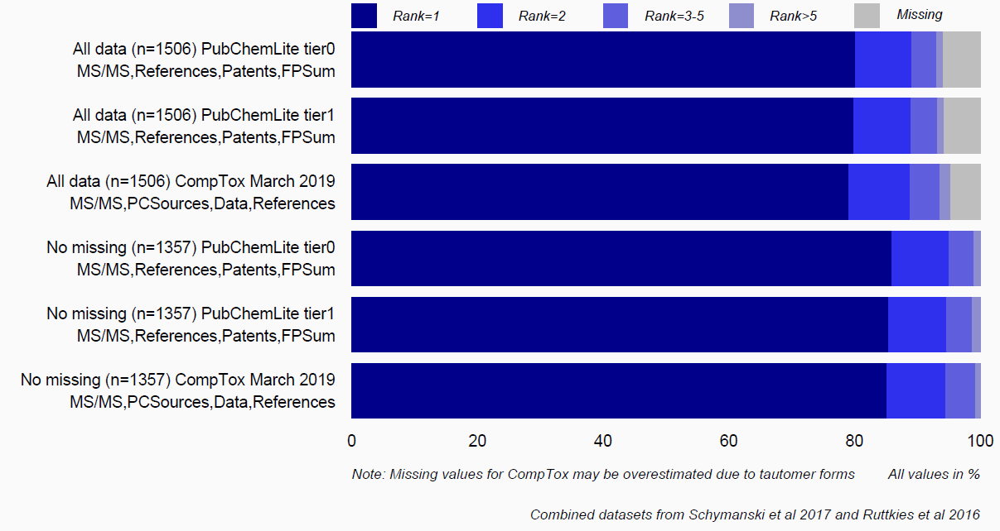 Rank=1 Rank=2 Rank=3-5 Rank>5 Missing
All data (n=1506) PubChemLite tier0
MS/MS,References,Patents,FPSum
All data (n=1506) PubChemLite tier1
MS/MS,References,Patents,FPSum
All data (n=1506) CompTox March 2019
MS/MS,PCSources,Data,References
No missing (n=1357) PubChemLite tier0
MS/MS,References,Patents,FPSum
No missing (n=1357) PubChemLite tier1
MS/MS,References,Patents,FPSum
No missing (n=1357) CompTox March 2019
MS/MS,PCSources,Data,References
0 20 40 60 80 100
Note: Missing values for CompTox may be overestimated due to tautomer forms All values in %
Combined datasets from Schymanski et al 2017 and Ruttkies et al 2016